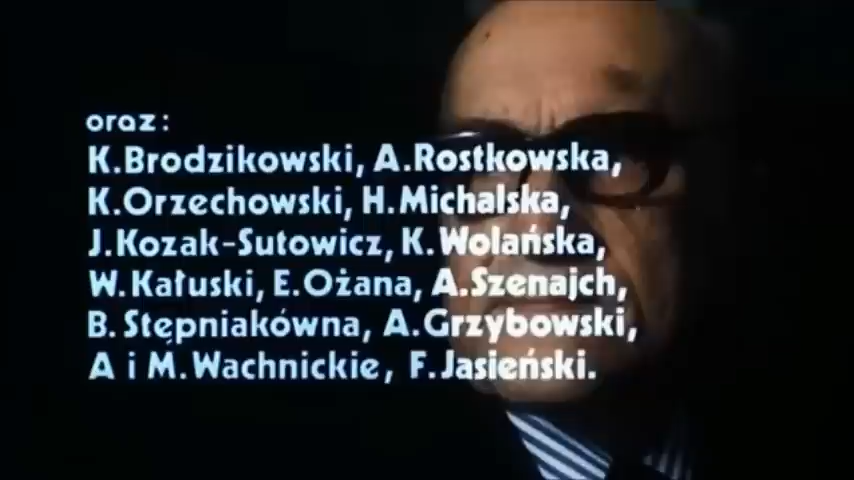 oraz:
K.Brodzikowski, A.Rostkowska,
K.Orzechowski, H.Michalska,
J.Kozak-Sutowicz, K.Wolańska,
W.Kałuski, E.Ożana, A.Szenajch,
B.Stępniakówna, A.Grzybowski,
A i M.Wachnickie, F.Jasieński.